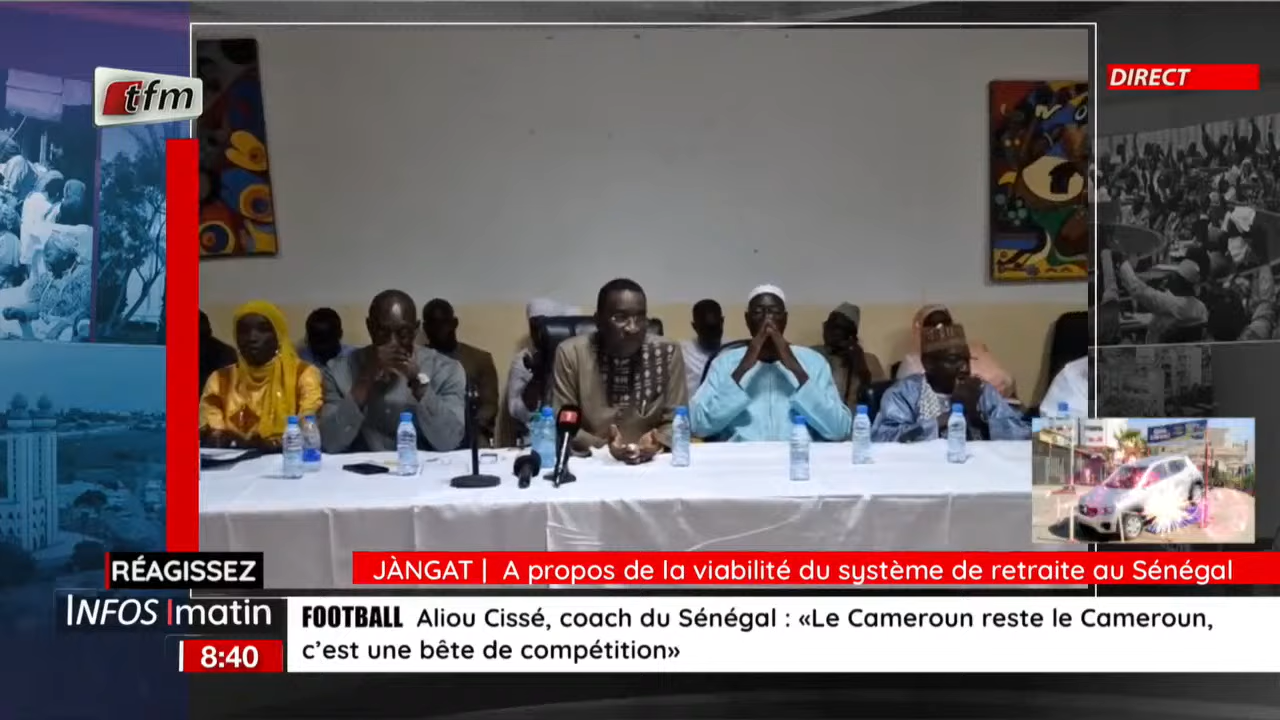 tfm
DIRECT
RÉAGISSEZ
JÀNGAT | A propos de la viabilité du système de retraite au Sénégal
INFOS matin
FOOTBALL Aliou Cissé, coach du Sénégal : «Le Cameroun reste le Cameroun,
c'est une bête de compétition»
8:40